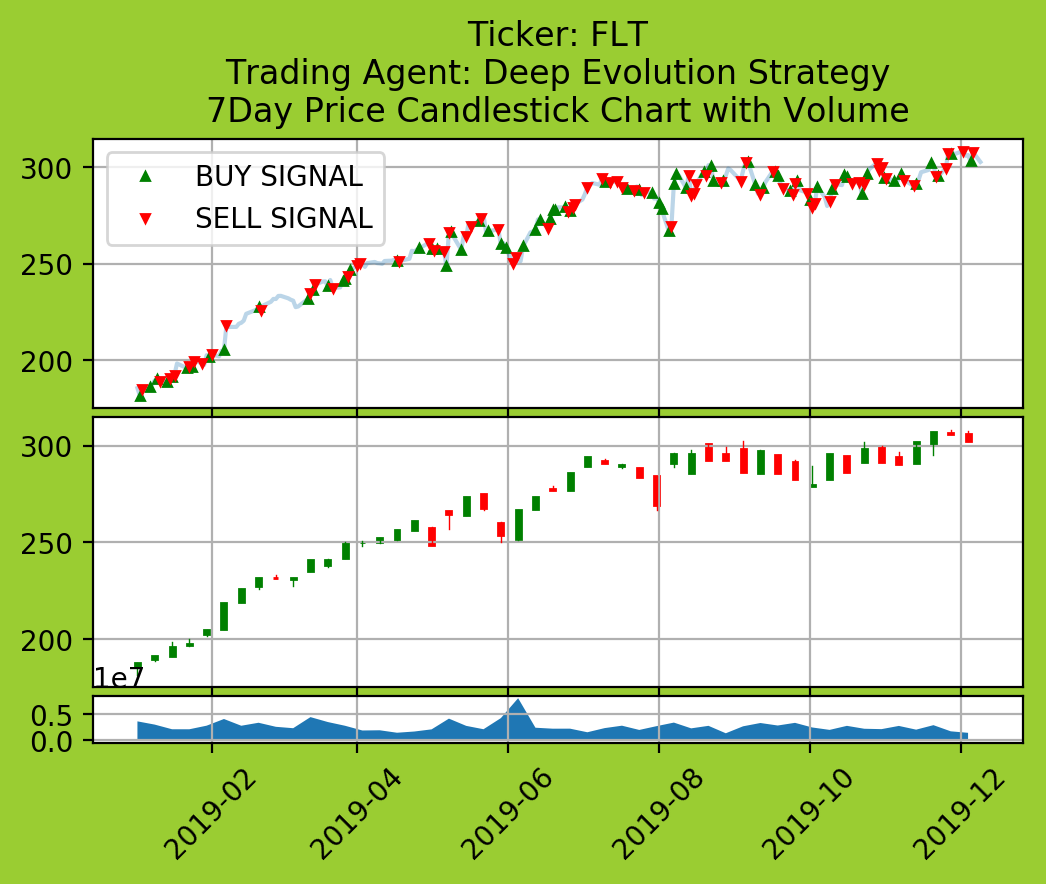 Ticker: FLT
Trading Agent: Deep Evolution Strategy
7Day Price Candlestick Chart with Volume
300
250
200
BUY SIGNAL
SELL SIGNAL
300
250
200
1e7
0.5
0.0
2019-02
2019-04
2019-06
2019-08
2019-10
2019-12